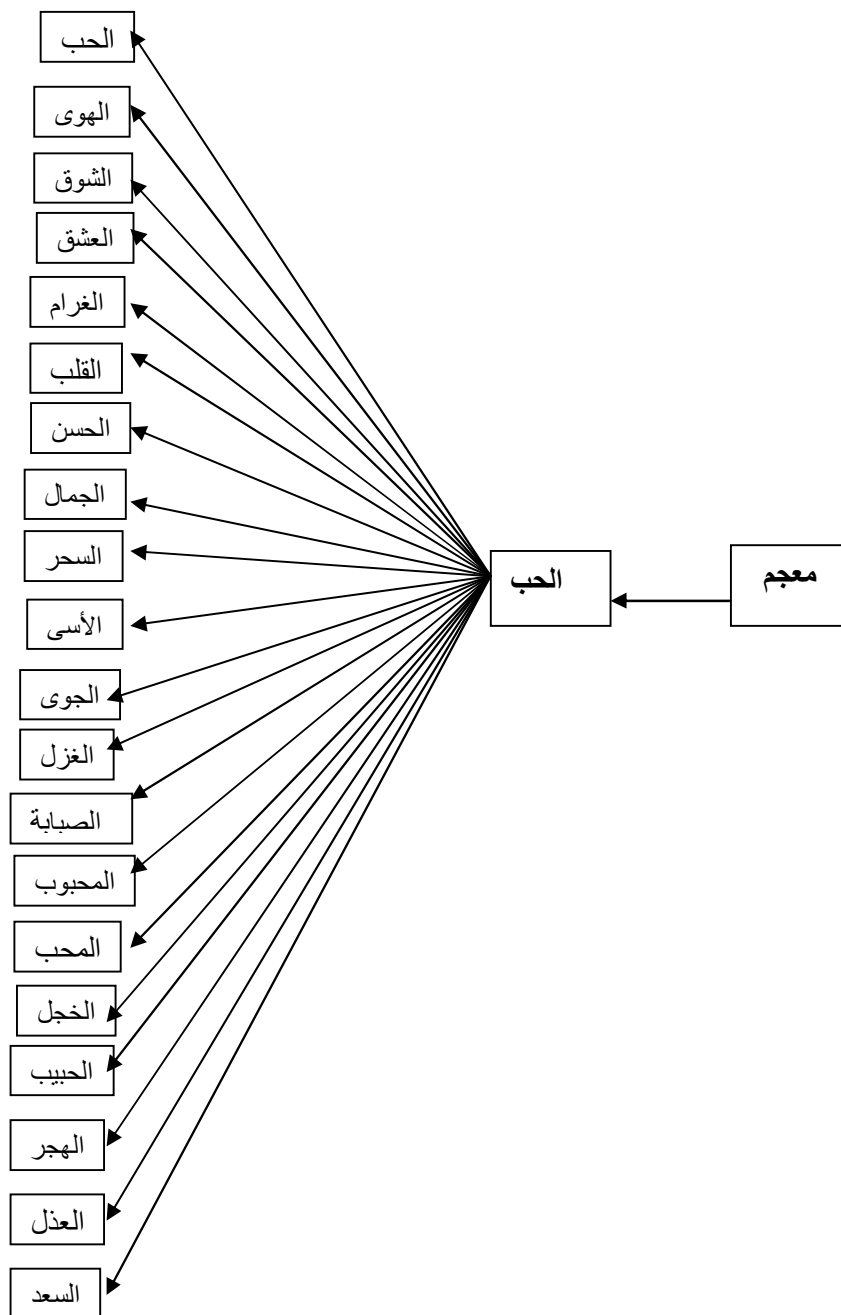 معجم
الحب
الحب
الهوى
الشوق
العشق
الغرام
القلب
الحسن
الجمال
السحر
الأسى
الجوى
الغزل
الصبابة
المحبوب
المحب
الخجل
الحبيب
الهجر
العذل
السعد